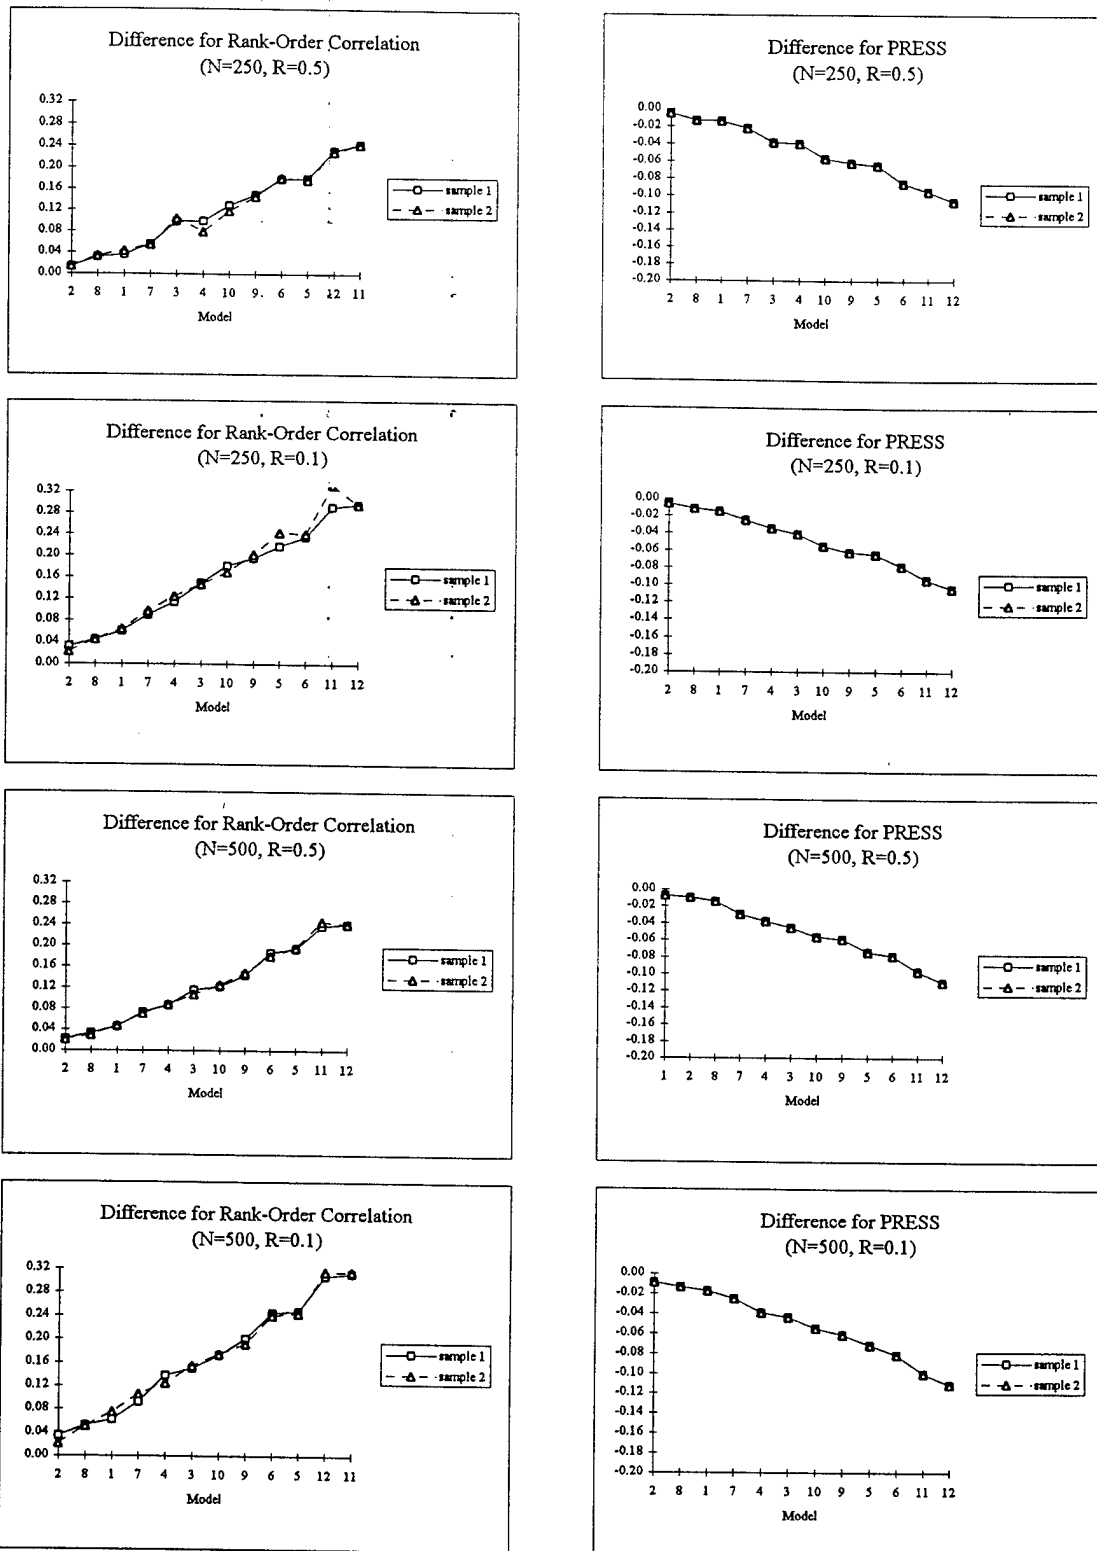 Difference for Rank-Order Correlation
(N=250, R=0.5)
0.32
0.28
0.24
0.20
0.16
0.12
0.08
0.04
0.00
2 8 1 7 3 4 10 9. 6 5 12 11
Model
sample 1
sample 2
Difference for PRESS
(N=250, R=0.5)
0.00
-0.02
-0.04
-0.06
-0.08
-0.10
-0.12
-0.14
-0.16
-0.18
-0.20
2 8 1 7 3 4 10 9 5 6 11 12
Model
sample 1
sample 2
Difference for Rank-Order Correlation
(N=250, R=0.1)
0.32
0.28
0.24
0.20
0.16
0.12
0.08
0.04
0.00
2 8 1 7 4 3 10 9 5 6 11 12
Model
sample 1
sample 2
Difference for PRESS
(N=250, R=0.1)
0.00
-0.02
-0.04
-0.06
-0.08
-0.10
-0.12
-0.14
-0.16
-0.18
-0.20
2 8 1 7 4 3 10 9 5 6 11 12
Model
sample 1
sample 2
Difference for Rank-Order Correlation
(N=500, R=0.5)
0.32
0.28
0.24
0.20
0.16
0.12
0.08
0.04
0.00
2 8 1 7 4 3 10 9 6 5 11 12
Model
sample 1
sample 2
Difference for PRESS
(N=500, R=0.5)
0.00
-0.02
-0.04
-0.06
-0.08
-0.10
-0.12
-0.14
-0.16
-0.18
-0.20
1 2 8 7 4 3 10 9 5 6 11 12
Model
sample 1
sample 2
Difference for Rank-Order Correlation
(N=500, R=0.1)
0.32
0.28
0.24
0.20
0.16
0.12
0.08
0.04
0.00
2 8 1 7 4 3 10 9 6 5 12 11
Model
sample 1
sample 2
Difference for PRESS
(N=500, R=0.1)
0.00
-0.02
-0.04
-0.06
-0.08
-0.10
-0.12
-0.14
-0.16
-0.18
-0.20
2 8 1 7 4 3 10 9 5 6 11 12
Model
sample 1
sample 2